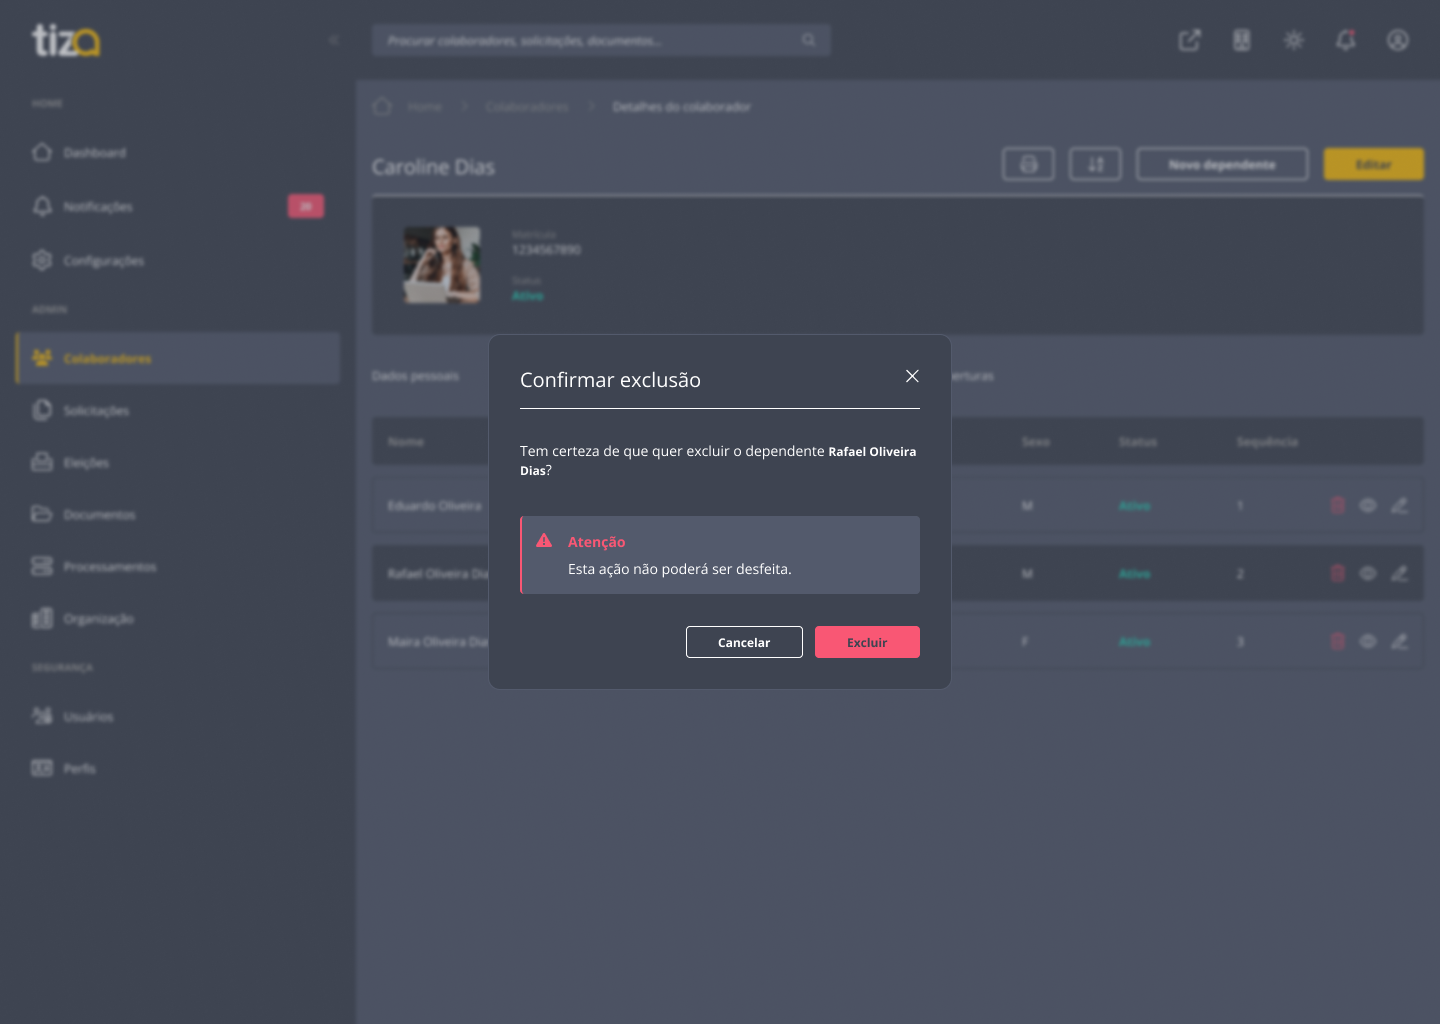 tiza
Procurar colaboradores, solicitações, documentos...
HOME
Dashboard
Notificações
Configurações
ADMIN
Colaboradores
Solicitações
Eleições
Documentos
Processamentos
Organização
SEGURANÇA
Usuários
Perfis
Home
Colaboradores
Detalhes do colaborador
Caroline Dias
Novo dependente
Editar
Matrícula
1234567890
Status
Ativo
Dados pessoais
Nome
Sexo
Status
Sequência
Eduardo Oliveira
M
Ativo
1
Rafael Oliveira
M
Ativo
2
Maira Oliveira
F
Ativo
3
Confirmar exclusão
Tem certeza de que quer excluir o dependente Rafael Oliveira
Dias?
Atenção
Esta ação não poderá ser desfeita.
Cancelar
Excluir